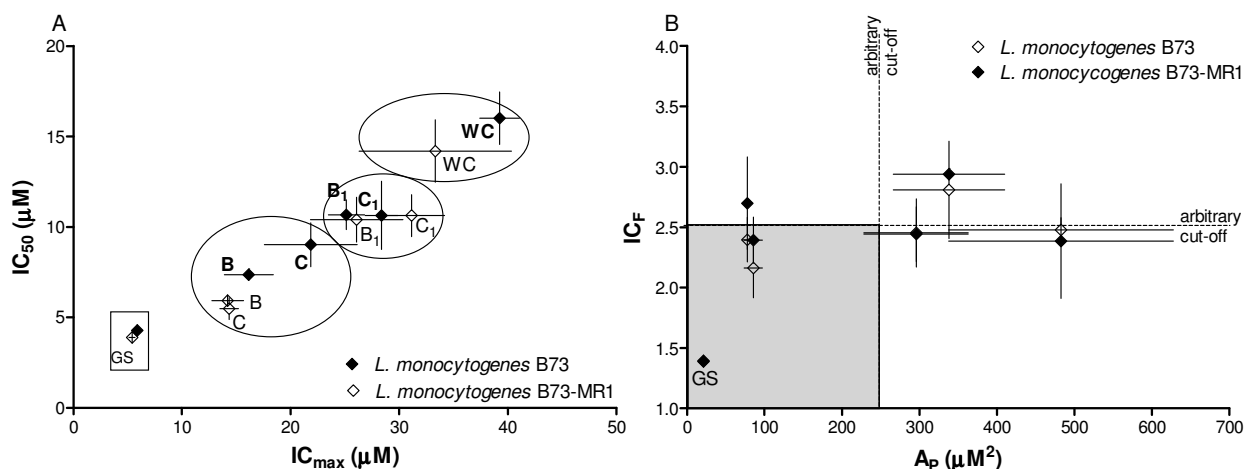 A
IC50 (µM)
20
15
10
5
0
0
10
20
30
40
50
ICmax (µM)
WC
WC
B1
C1
B1
C1
B
C
B
C
GS
L. monocytogenes B73
L. monocytogenes B73-MR1
B
ICF
4.0
3.5
3.0
2.5
2.0
1.5
1.0
0
100
200
300
400
500
600
700
AP (µM2)
arbitrary
cut-off
L. monocytogenes B73
L. monocycogenes B73-MR1
arbitrary
cut-off
GS